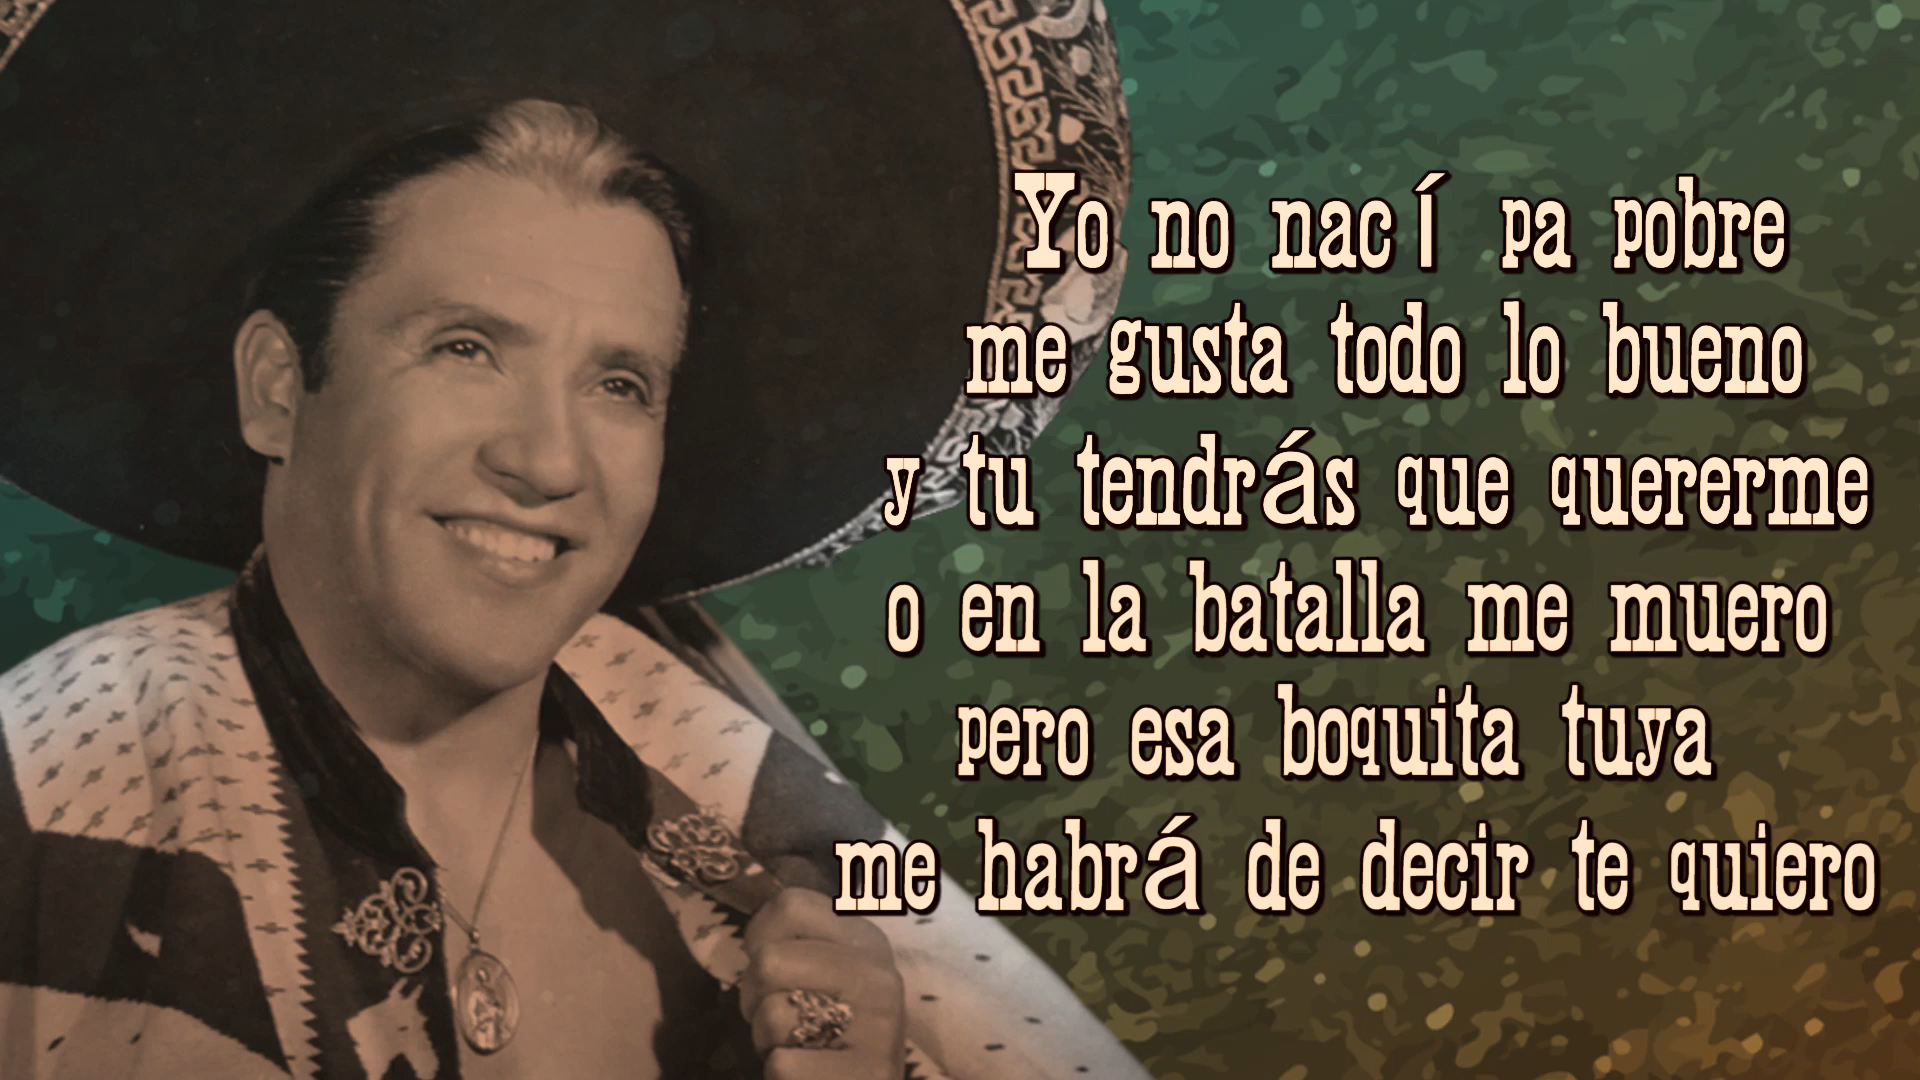 Yo no nací pa pobre
me gusta todo lo bueno
y tu tendrás que quererme
o en la batalla me muero
pero esa boquita tuya
me habrá de decir te quiero